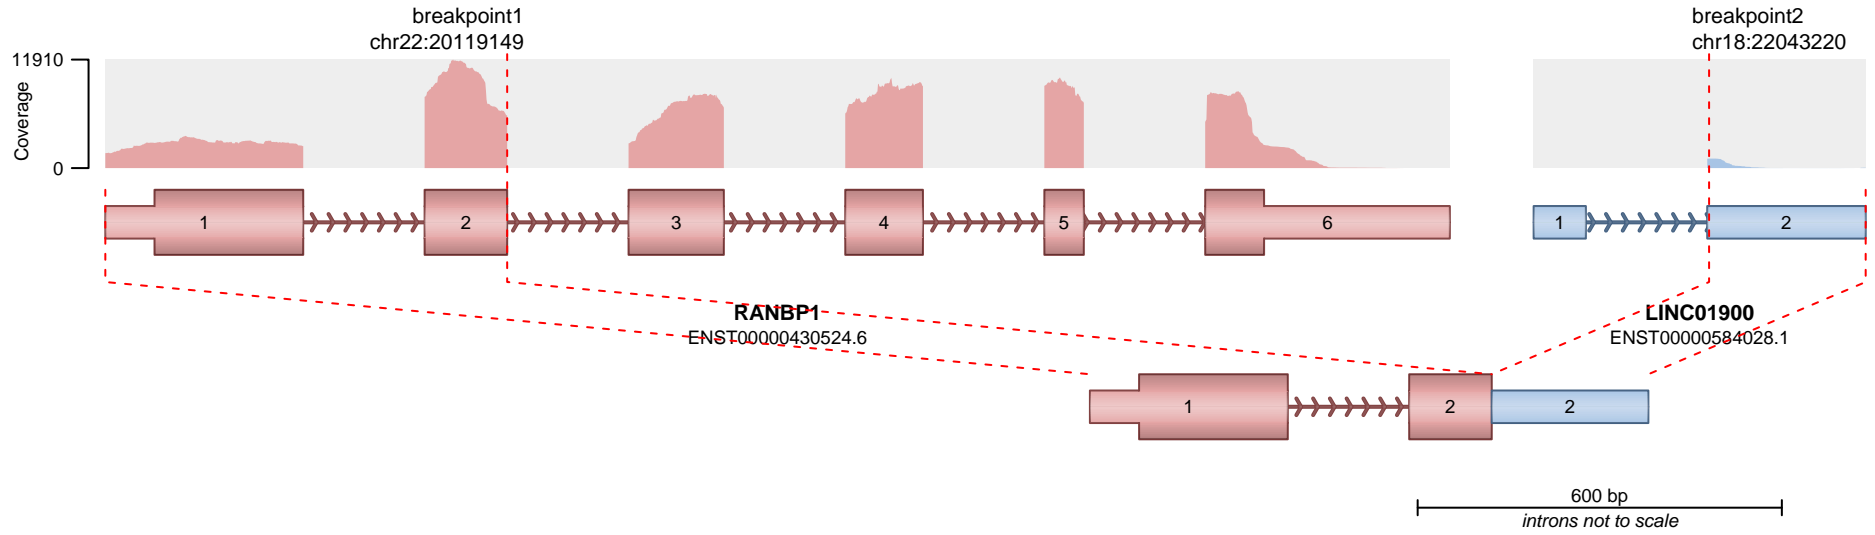 breakpoint1
chr22:20119149
breakpoint2
chr18:22043220
11910
Coverage
0
1 2 3 4 5 6 1 2
RANBP1
ENST00000430524.6
LINC01900
ENST00000584028.1
1 2 2
600 bp
introns not to scale